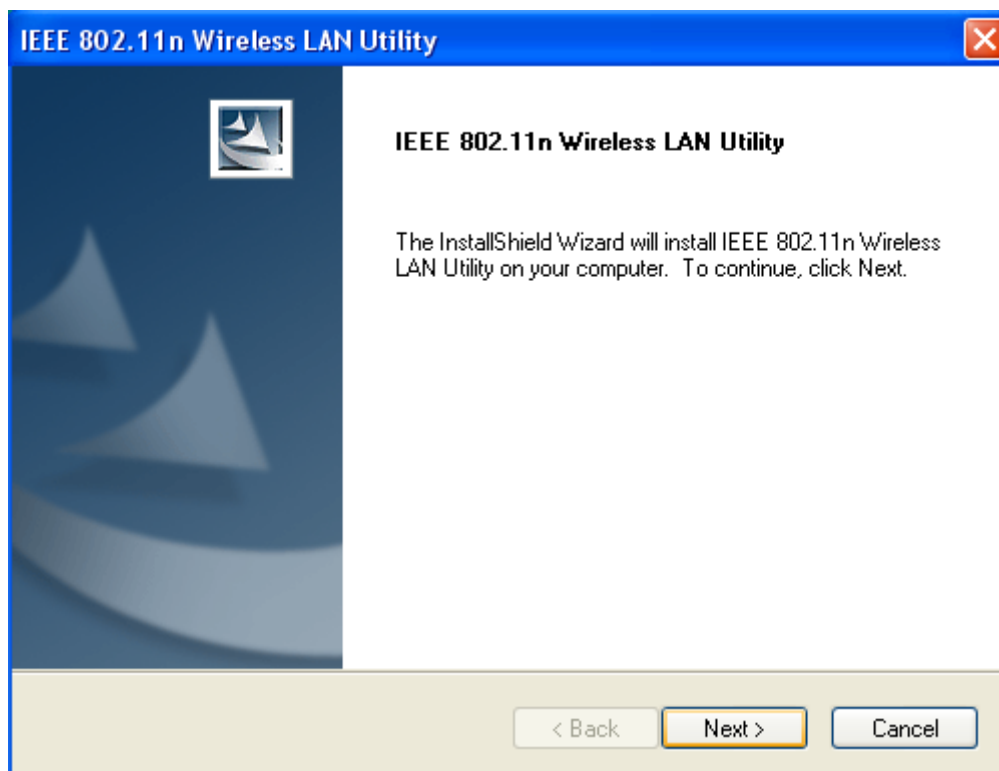 IEEE 802.11n Wireless LAN Utility
IEEE 802.11n Wireless LAN Utility
The InstallShield Wizard will install IEEE 802.11n Wireless
LAN Utility on your computer.  To continue, click Next.
< Back
Next >
Cancel